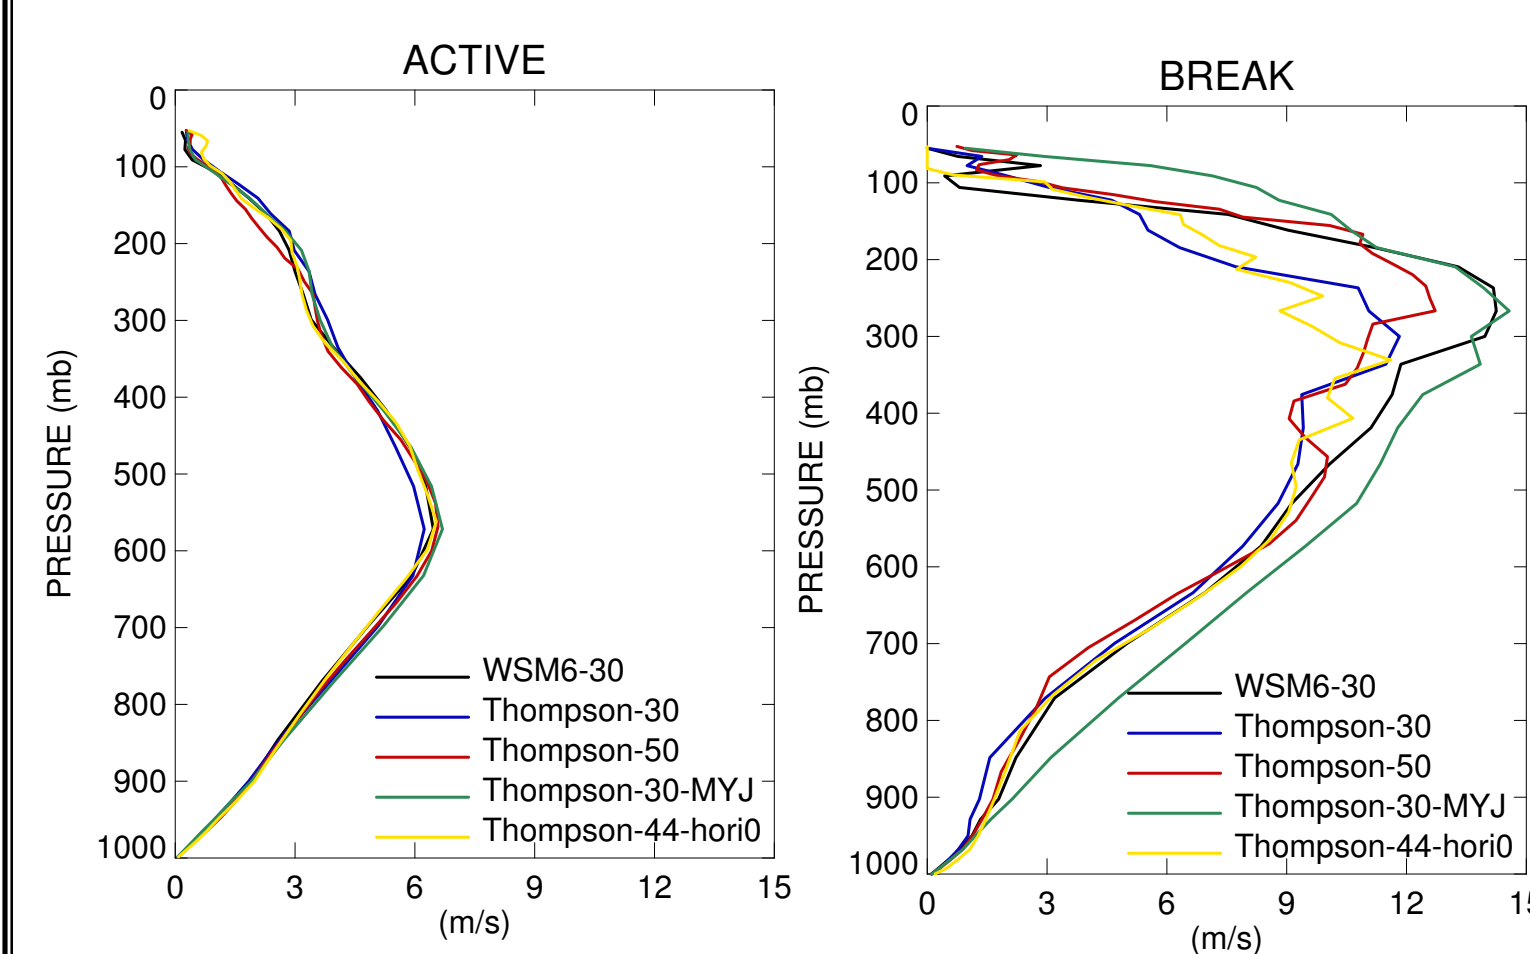 ACTIVE
0
100
200
300
400
500
600
700
800
900
1000
PRESSURE (mb)
WSM6-30
Thompson-30
Thompson-50
Thompson-30-MYJ
Thompson-44-hori0
0 3 6 9 12 15
(m/s)
BREAK
0
100
200
300
400
500
600
700
800
900
1000
PRESSURE (mb)
WSM6-30
Thompson-30
Thompson-50
Thompson-30-MYJ
Thompson-44-hori0
0 3 6 9 12 15
(m/s)